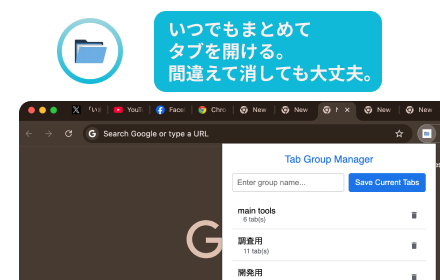 いつでもまとめて
タブを開ける。
間違えて消しても大丈夫。
YouT
Face
Chro
New
New
New
New
G Search Google or type a URL
Tab Group Manager
Enter group name...
Save Current Tabs
main tools
6 tab(s)
調査用
11 tab(s)
開発用